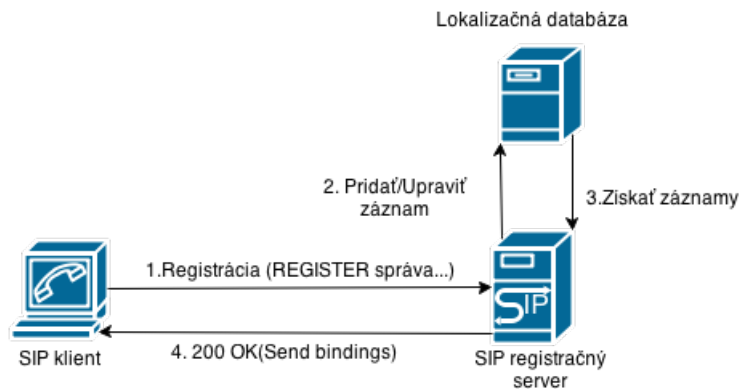 Lokalizačná databáza
2. Pridať/Upraviť
záznam
3.Získať záznamy
1.Registrácia (REGISTER správa...)
SIP
4. 200 OK(Send bindings)
SIP klient
SIP registračný
server